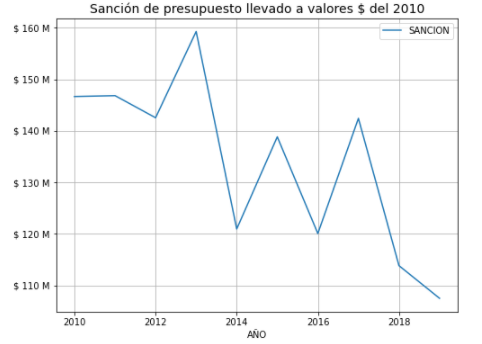 Sanción de presupuesto llevado a valores $ del 2010
SANCION
$ 160 M
$ 150 M
$ 140 M
$ 130 M
$ 120 M
$ 110 M
2010 2012 2014 2016 2018
AÑO